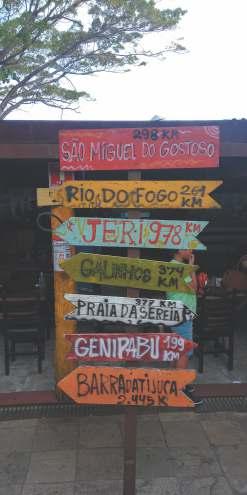 298 KM
SÃO MIGUEL DO GOSTOSO
RIO DO FOGO 261
KM
JERI 978 KM
GALINHOS 374
KM
377 KM
PRAIA DA SEREIA
GENIPABU 199
KM
BARRA DA TIJUCA
2.445 K